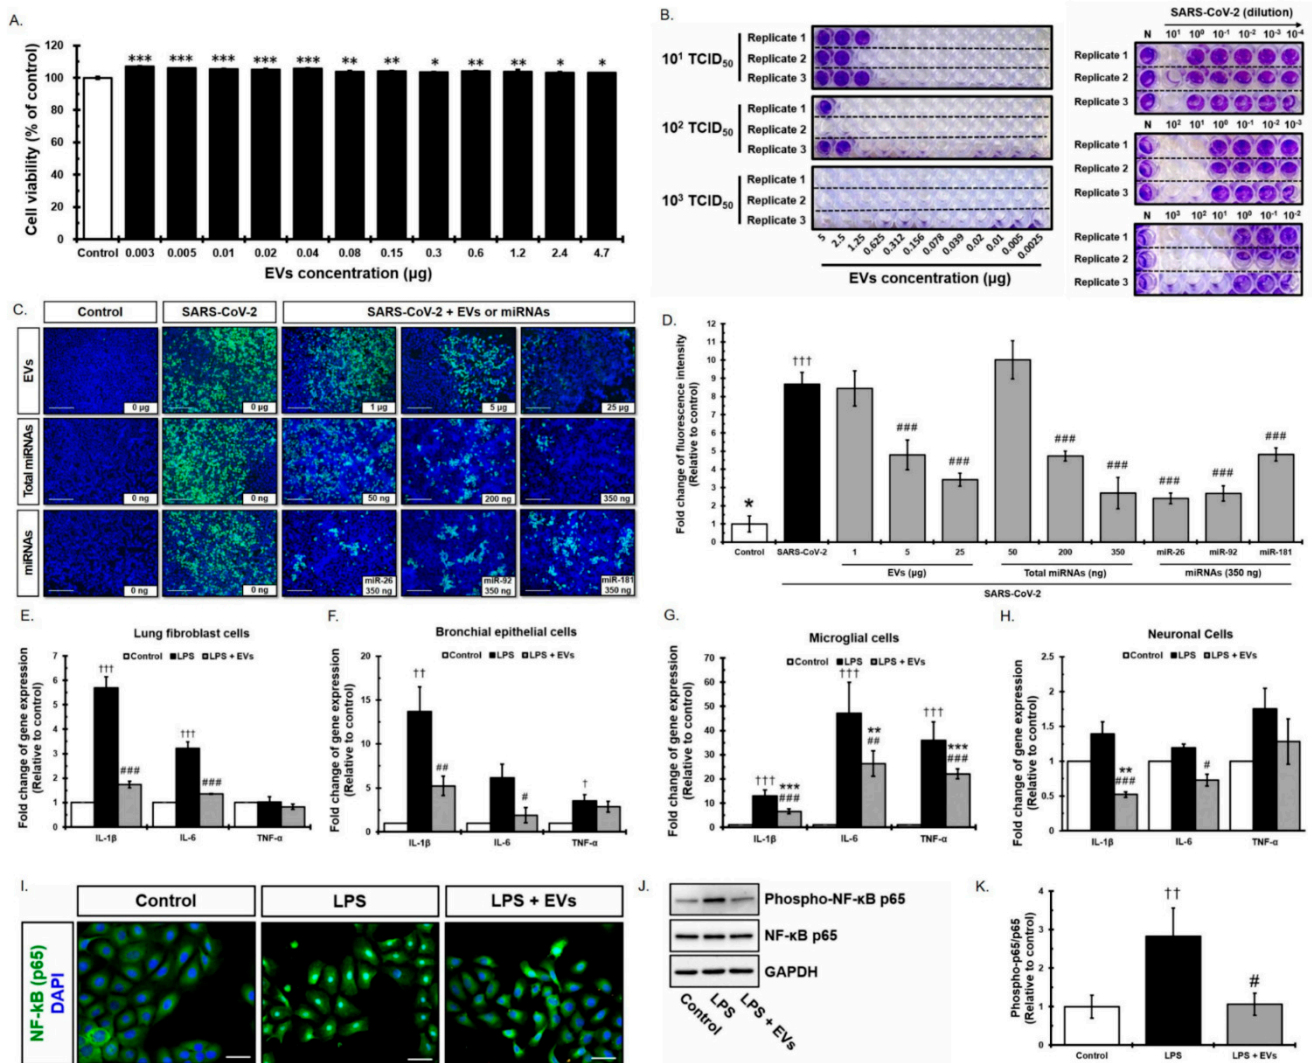 A.
Cell viability (% of control)
120
100
80
60
40
20
0
*** *** *** *** *** ** ** * ** ** * *
Control 0.003 0.005 0.01 0.02 0.04 0.08 0.15 0.3 0.6 1.2 2.4 4.7
EVs concentration (µg)
B.
10¹ TCID₅₀
Replicate 1
Replicate 2
Replicate 3
10² TCID₅₀
Replicate 1
Replicate 2
Replicate 3
10³ TCID₅₀
Replicate 1
Replicate 2
Replicate 3
5 2.5 1.25 0.625 0.312 0.156 0.078 0.039 0.02 0.01 0.005 0.0025
EVs concentration (µg)
SARS-CoV-2 (dilution)
N 10¹ 10⁰ 10⁻¹ 10⁻² 10⁻³ 10⁻⁴
Replicate 1
Replicate 2
Replicate 3
N 10² 10¹ 10⁰ 10⁻¹ 10⁻² 10⁻³
Replicate 1
Replicate 2
Replicate 3
N 10³ 10² 10¹ 10⁰ 10⁻¹ 10⁻²
Replicate 1
Replicate 2
Replicate 3
C.
Control SARS-CoV-2 SARS-CoV-2 + EVs or miRNAs
EVs
0 µg 0 µg 1 µg 5 µg 25 µg
Total miRNAs
0 ng 0 ng 50 ng 200 ng 350 ng
miRNAs
miR-26 miR-92 miR-181
0 ng 0 ng 350 ng 350 ng 350 ng
D.
Fold change of fluorescence intensity
(Relative to control)
12
11
10
9
8
7
6
5
4
3
2
1
0
* ††† ### ### ### ### ### ### ###
Control SARS-CoV-2 1 5 25 50 200 350 miR-26 miR-92 miR-181
EVs (µg) Total miRNAs (ng) miRNAs (350 ng)
SARS-CoV-2
E.
Lung fibroblast cells
Control LPS LPS + EVs
Fold change of gene expression
(Relative to control)
7
6
5
4
3
2
1
0
††† ### ††† ###
IL-1β IL-6 TNF-α
F.
Bronchial epithelial cells
Control LPS LPS + EVs
Fold change of gene expression
(Relative to control)
20
15
10
5
0
†† ## # †
IL-1β IL-6 TNF-α
G.
Microglial cells
Control LPS LPS + EVs
Fold change of gene expression
(Relative to control)
70
60
50
40
30
20
10
0
††† *** ### ††† ** ## ††† *** ###
IL-1β IL-6 TNF-α
H.
Neuronal Cells
Control LPS LPS + EVs
Fold change of gene expression
(Relative to control)
2.5
2
1.5
1
0.5
0
** ### #
IL-1β IL-6 TNF-α
I.
Control LPS LPS + EVs
NF-kB (p65)
DAPI
J.
Phospho-NF-κB p65
NF-κB p65
GAPDH
Control LPS LPS + EVs
K.
Phospho-p65/p65
(Relative to control)
4
3
2
1
0
†† #
Control LPS LPS + EVs